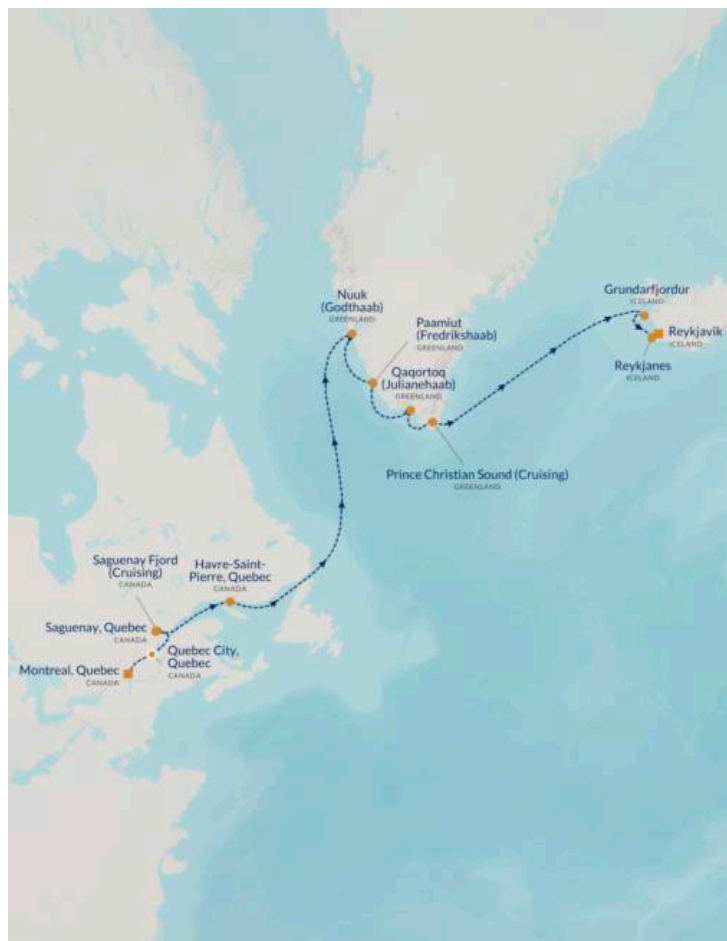 Nuuk
(Godthaab)
GREENLAND
Paamiut
(Fredrikshaab)
GREENLAND
Qaqortoq
(Julianehaab)
GREENLAND
Prince Christian Sound (Cruising)
GREENLAND
Grundarfjordur
ICELAND
Reykjavik
ICELAND
Reykjanes
ICELAND
Saguenay Fjord
(Cruising)
CANADA
Havre-Saint-
Pierre, Quebec
CANADA
Saguenay, Quebec
CANADA
Quebec City,
Quebec
CANADA
Montreal, Quebec
CANADA